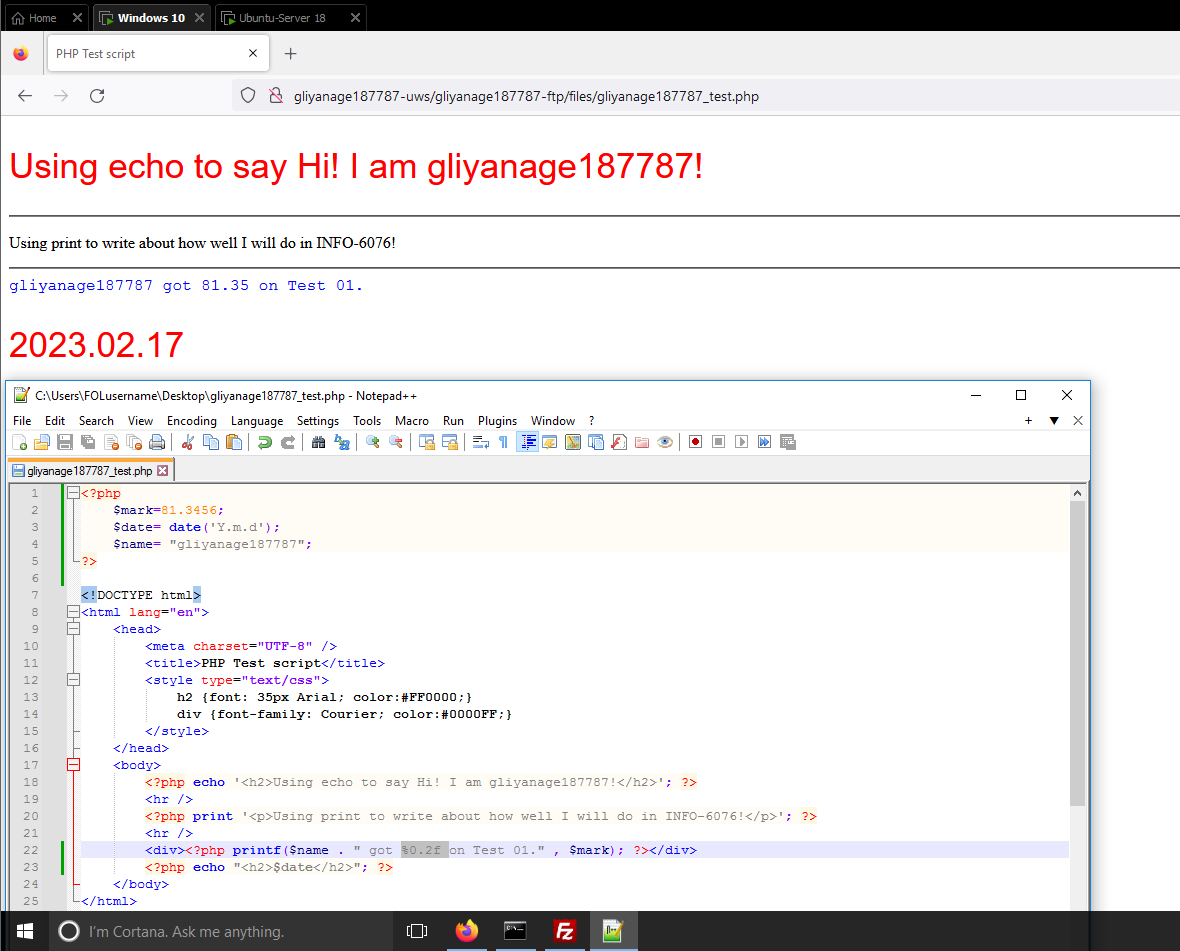 Home
Windows 10
Ubuntu-Server 18
PHP Test script
gliyanage187787-uws/gliyanage187787-ftp/files/gliyanage187787_test.php
Using echo to say Hi! I am gliyanage187787!
Using print to write about how well I will do in INFO-6076!
gliyanage187787 got 81.35 on Test 01.
2023.02.17
C:\Users\FOLusername\Desktop\gliyanage187787_test.php - Notepad++
File Edit Search View Encoding Language Settings Tools Macro Run Plugins Window ?
gliyanage187787_test.php
1 <?php
2 $mark=81.3456;
3 $date= date('Y.m.d');
4 $name= "gliyanage187787";
5 ?>
6
7 <!DOCTYPE html>
8 <html lang="en">
9 <head>
10 <meta charset="UTF-8" />
11 <title>PHP Test script</title>
12 <style type="text/css">
13 h2 {font: 35px Arial; color:#FF0000;}
14 div {font-family: Courier; color:#0000FF;}
15 </style>
16 </head>
17 <body>
18 <?php echo '<h2>Using echo to say Hi! I am gliyanage187787!</h2>'; ?>
19 <hr />
20 <?php print '<p>Using print to write about how well I will do in INFO-6076!</p>'; ?>
21 <hr />
22 <div><?php printf($name . " got %0.2f on Test 01." , $mark); ?></div>
23 <?php echo "<h2>$date</h2>"; ?>
24 </body>
25 </html>
I'm Cortana. Ask me anything.